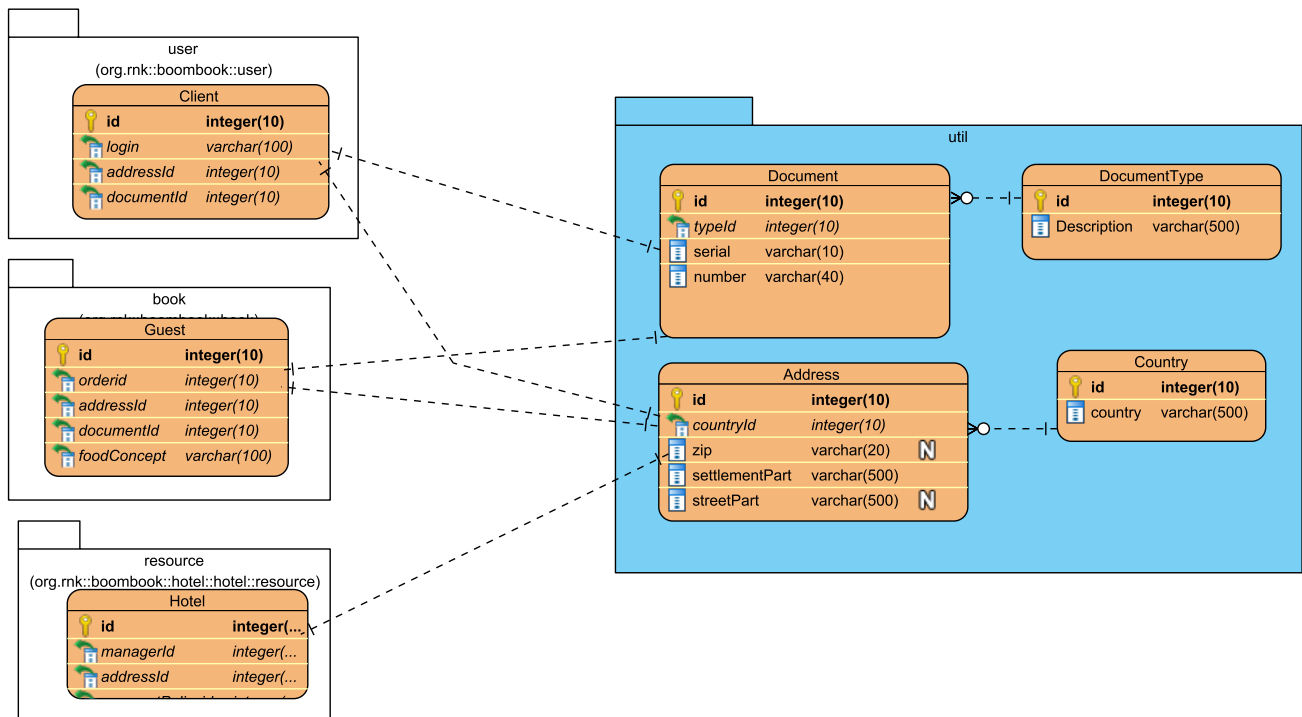 user
(org.rnk::boombook::user)
Client
id integer(10)
login varchar(100)
addressId integer(10)
documentId integer(10)
book
Guest
id integer(10)
orderid integer(10)
addressId integer(10)
documentId integer(10)
foodConcept varchar(100)
resource
(org.rnk::boombook::hotel::hotel::resource)
Hotel
id integer(...
managerId integer(...
addressId integer(...
util
Document
id integer(10)
typeId integer(10)
serial varchar(10)
number varchar(40)
DocumentType
id integer(10)
Description varchar(500)
Address
id integer(10)
countryId integer(10)
zip varchar(20) N
settlementPart varchar(500)
streetPart varchar(500) N
Country
id integer(10)
country varchar(500)